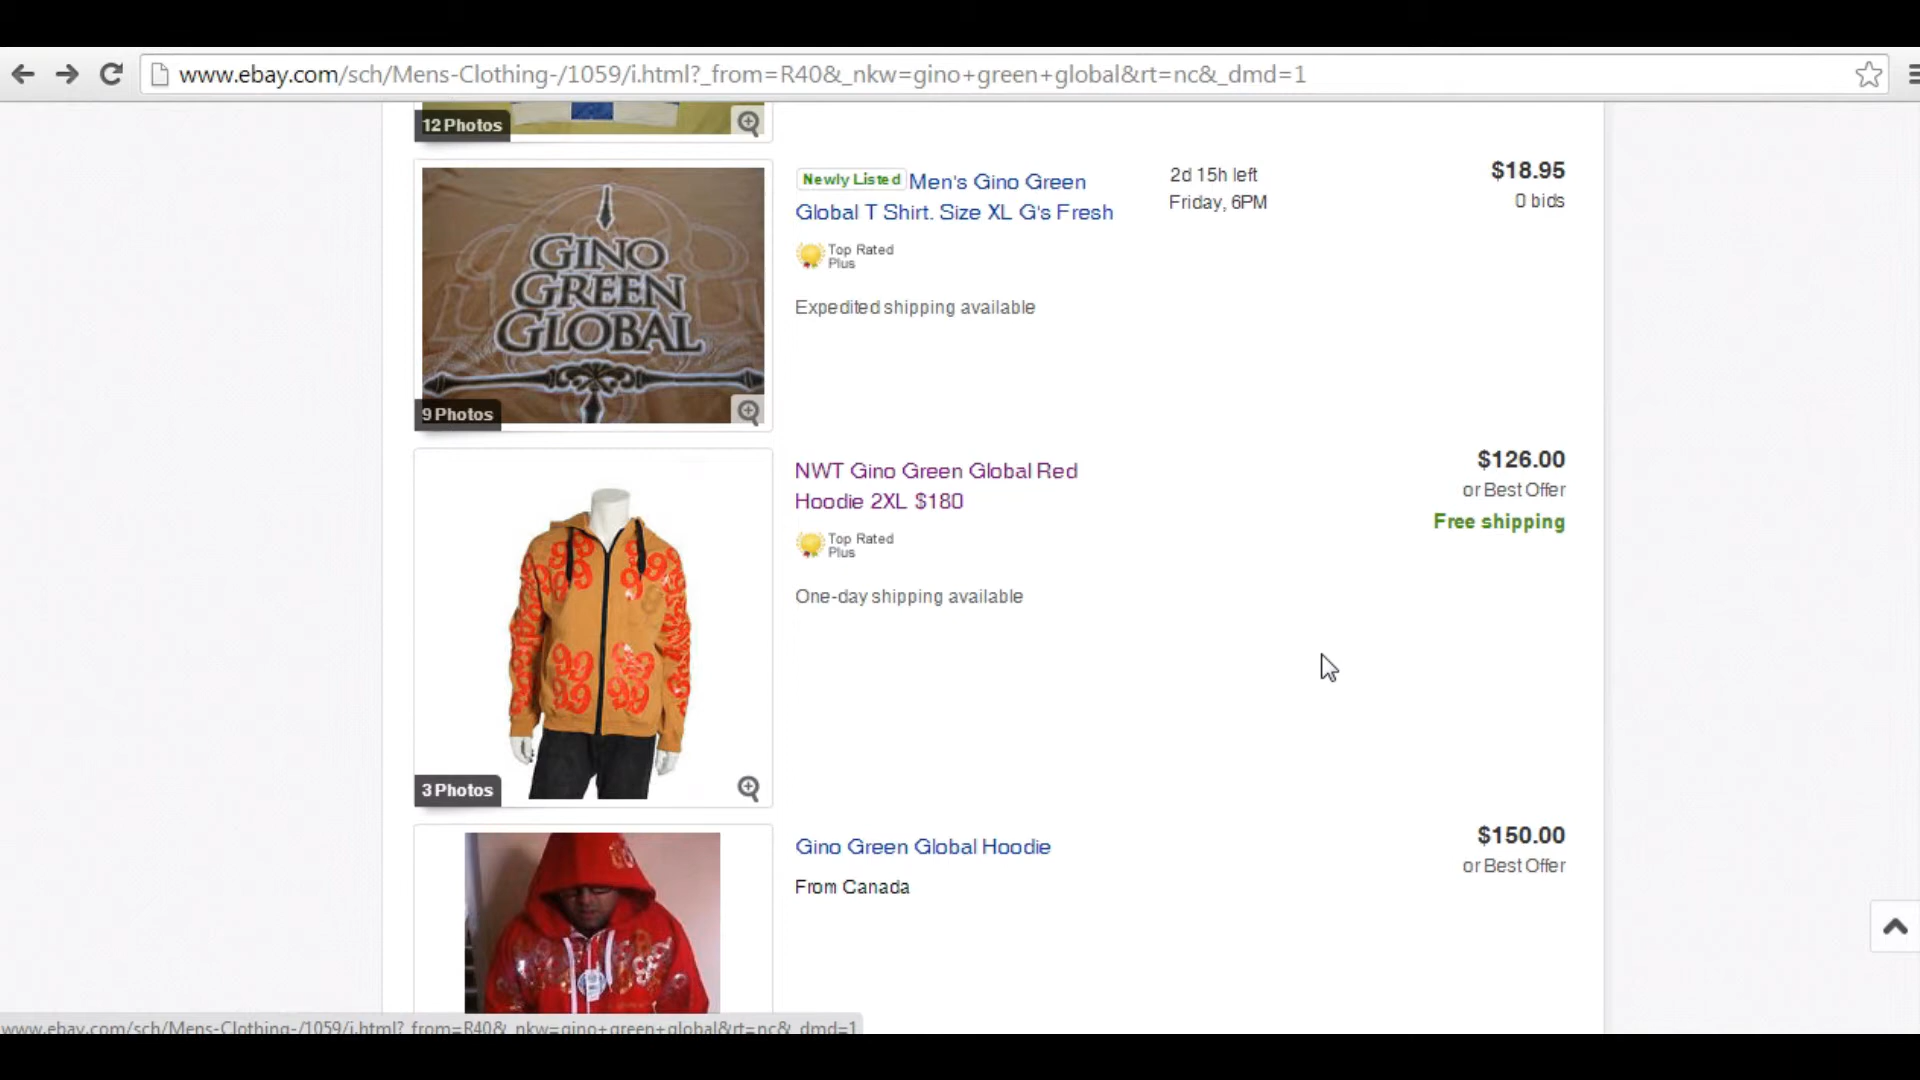 www.ebay.com/sch/Mens-Clothing-/1059/i.html?_from=R40&_nkw=gino+green+global&rt=nc&_dmd=1
12 Photos
Newly Listed Men's Gino Green
Global T Shirt. Size XL G's Fresh
2d 15h left
Friday, 6PM
$18.95
0 bids
Top Rated
Plus
Expedited shipping available
GINO
GREEN
GLOBAL
9 Photos
NWT Gino Green Global Red
Hoodie 2XL $180
$126.00
or Best Offer
Free shipping
Top Rated
Plus
One-day shipping available
3 Photos
Gino Green Global Hoodie
From Canada
$150.00
or Best Offer
www.ebay.com/sch/Mens-Clothing-/1059/i.html?_from=R40&_nkw=gino+green+global&rt=nc&_dmd=1